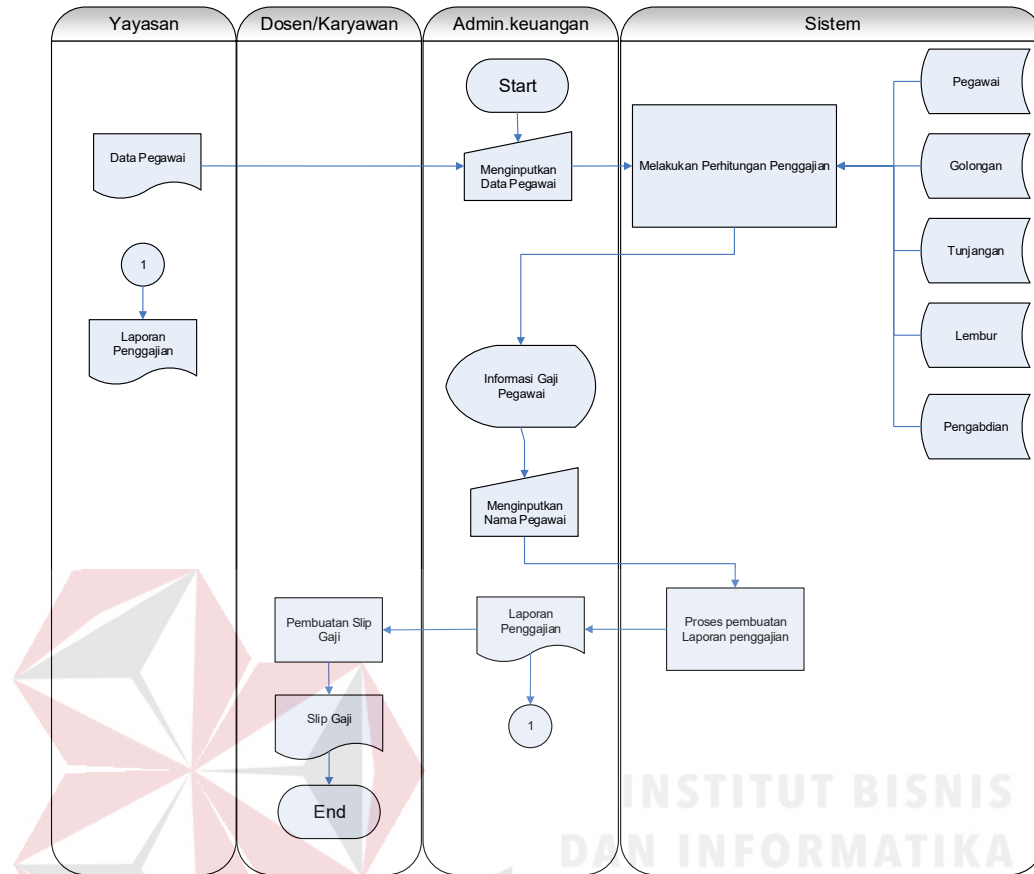 Yayasan
Dosen/Karyawan
Admin.keuangan
Sistem
Start
Pegawai
Data Pegawai
Menginputkan
Data Pegawai
Melakukan Perhitungan Penggajian
Golongan
Tunjangan
1
Laporan
Penggajian
Lembur
Informasi Gaji
Pegawai
Pengabdian
Menginputkan
Nama Pegawai
Pembuatan Slip
Gaji
Laporan
Penggajian
Proses pembuatan
Laporan penggajian
Slip Gaji
1
End
INSTITUT BISNIS
DAN INFORMATIKA